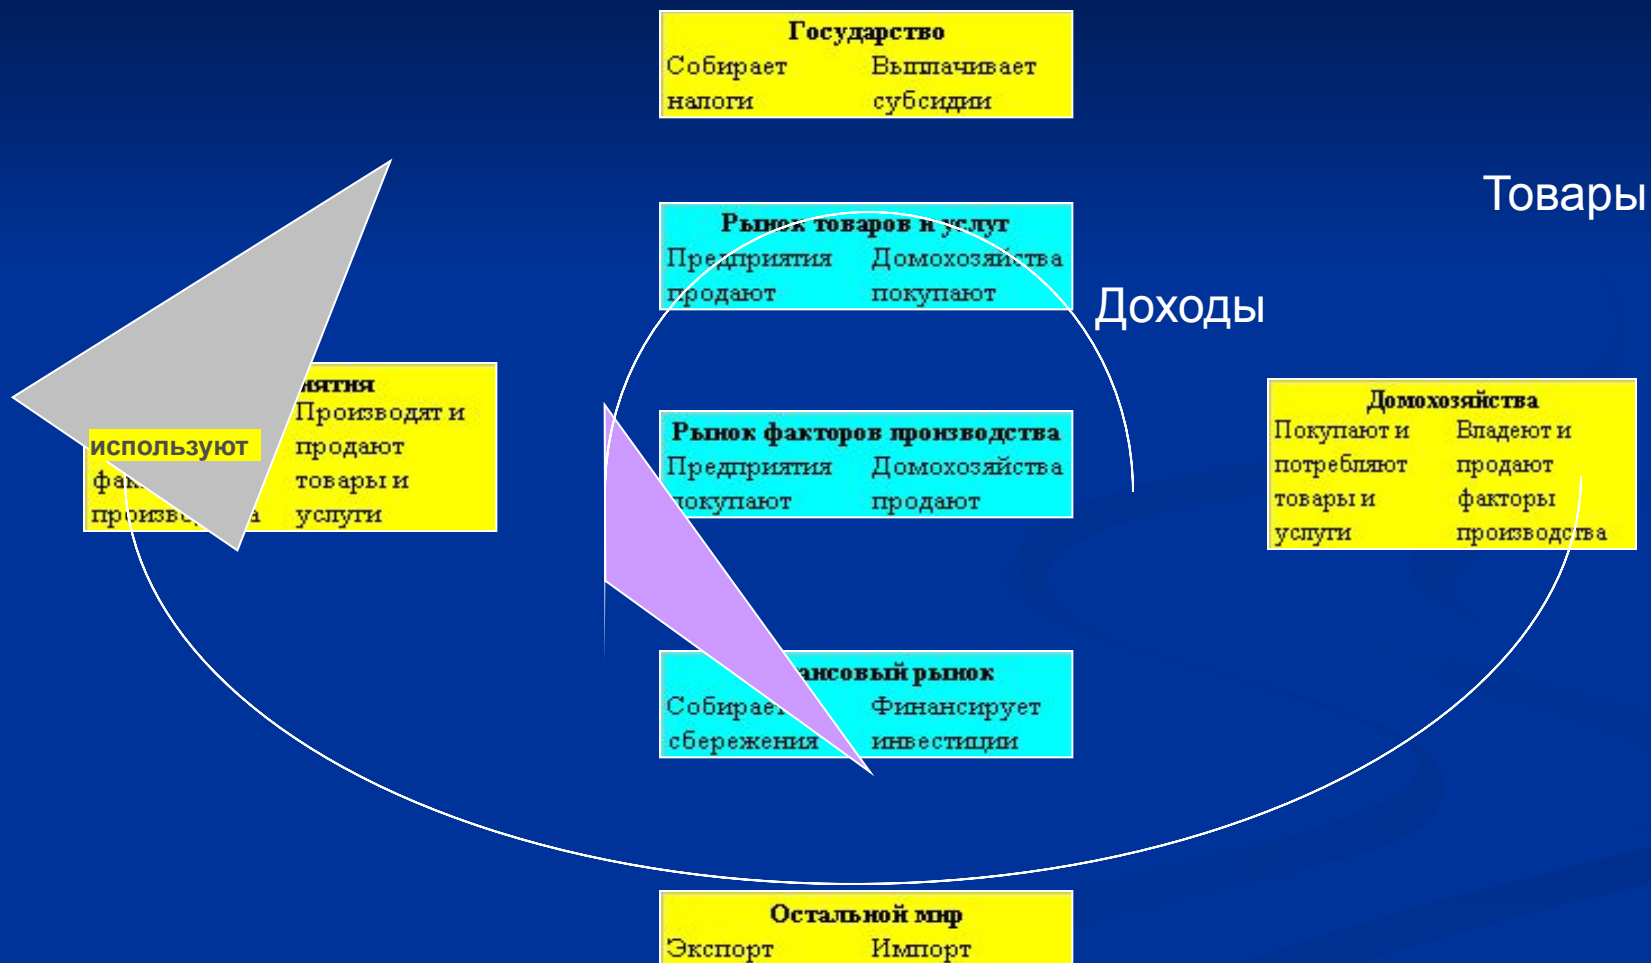 Государство
Собирает Выплачивает
налоги субсидии
Товары
Рынок товаров и услуг
Предприятия Домохозяйства
продают покупают
Доходы
Производят и
используют продают
товары и
услуги
Рынок факторов производства
Предприятия Домохозяйства
покупают продают
Домохозяйства
Покупают и Владеют и
потребляют продают
товары и факторы
услуги производства
рынок
Собирает Финансирует
сбережения инвестиции
Остальной мир
Экспорт Импорт